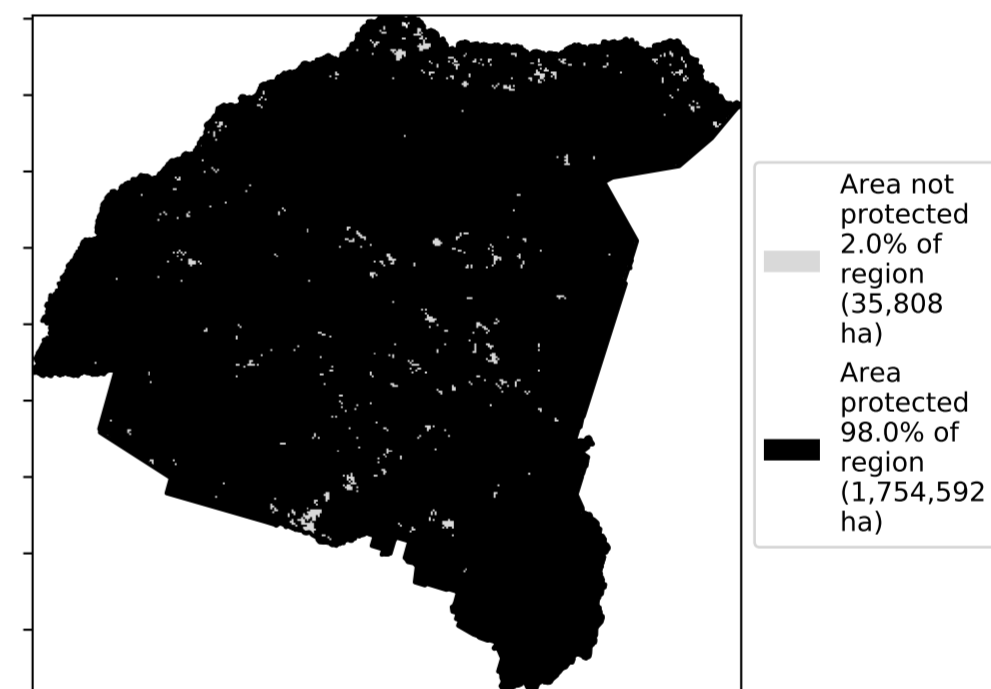 Area not
protected
2.0% of
region
(35,808
ha)
Area
protected
98.0% of
region
(1,754,592
ha)